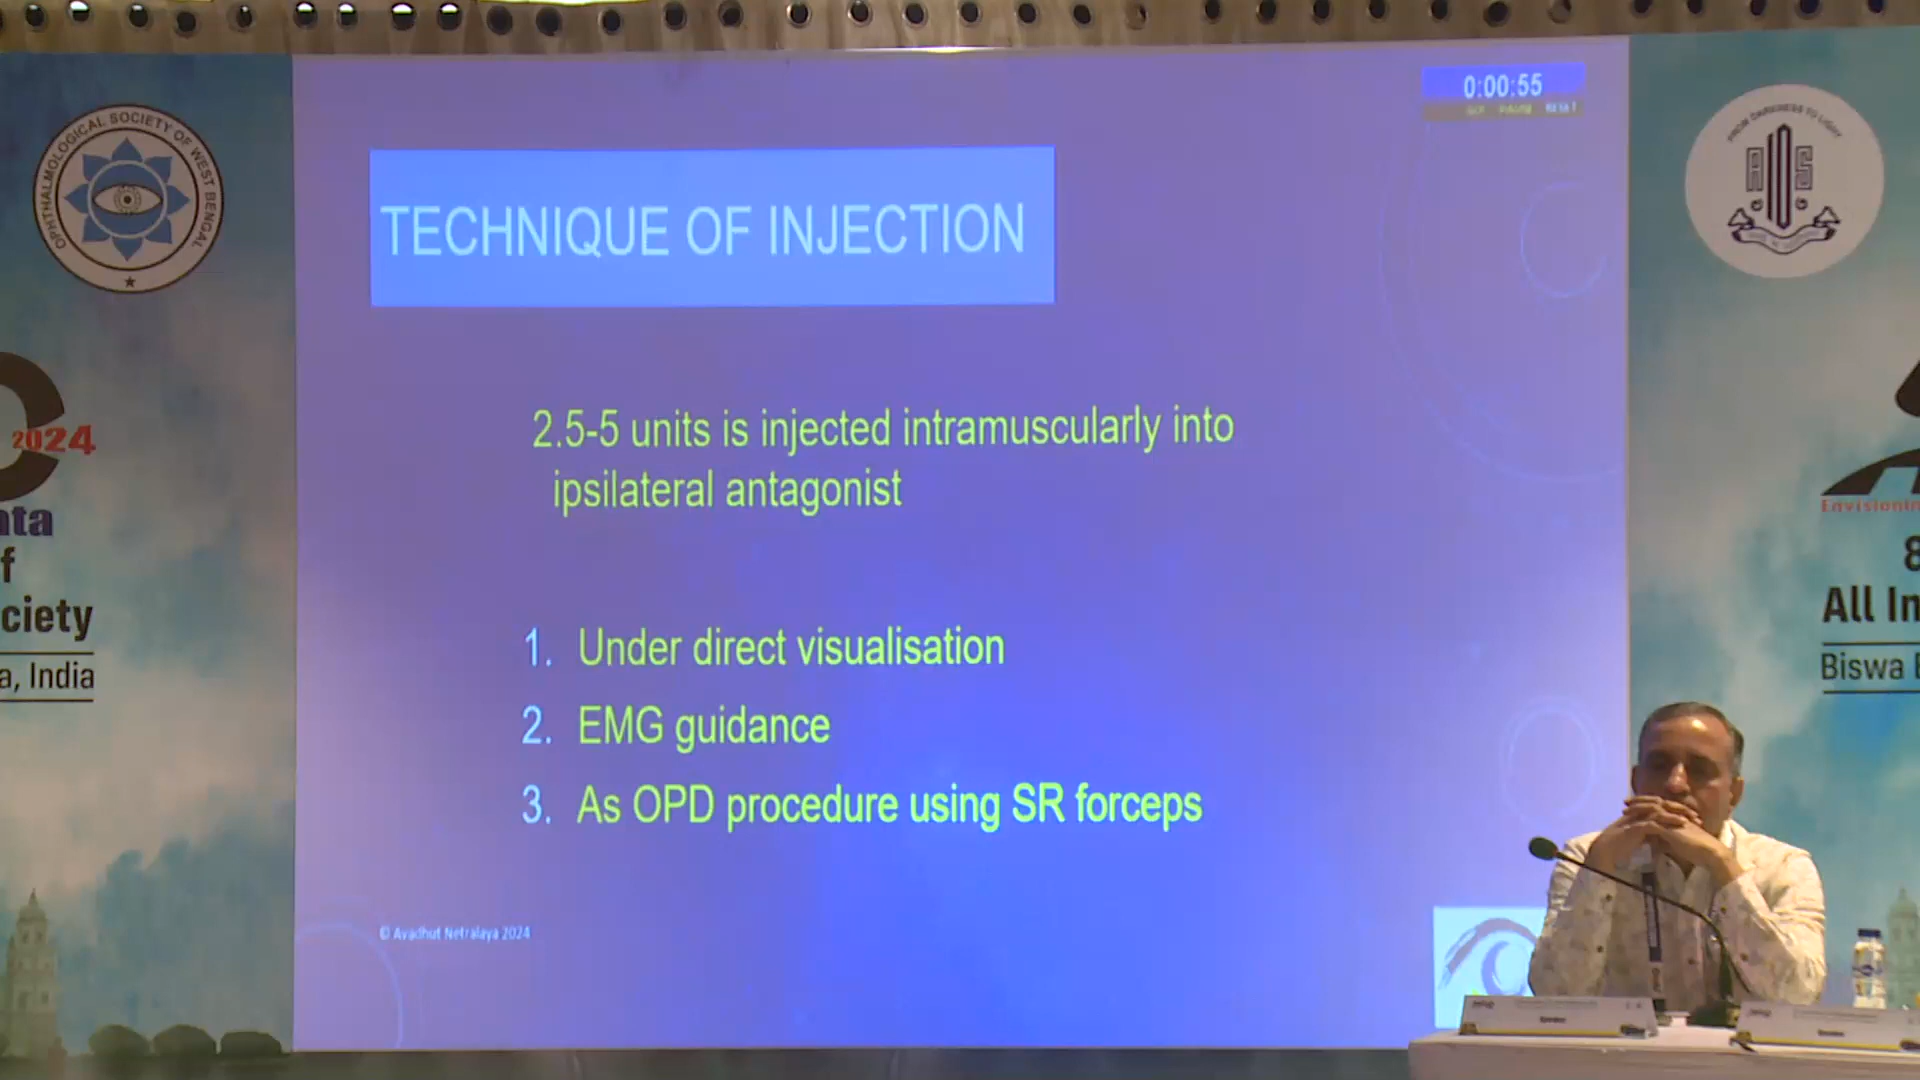 0:00:55
OPHTHALMOLOGICAL SOCIETY OF WEST BENGAL
FROM DARKNESS TO LIGHT
TECHNIQUE OF INJECTION
2.5-5 units is injected intramuscularly into
ipsilateral antagonist
1. Under direct visualisation
2. EMG guidance
3. As OPD procedure using SR forceps
© Avadhut Netralaya 2024
2024
ata
f
ciety
a, India
Envisionin
8
All In
Biswa B